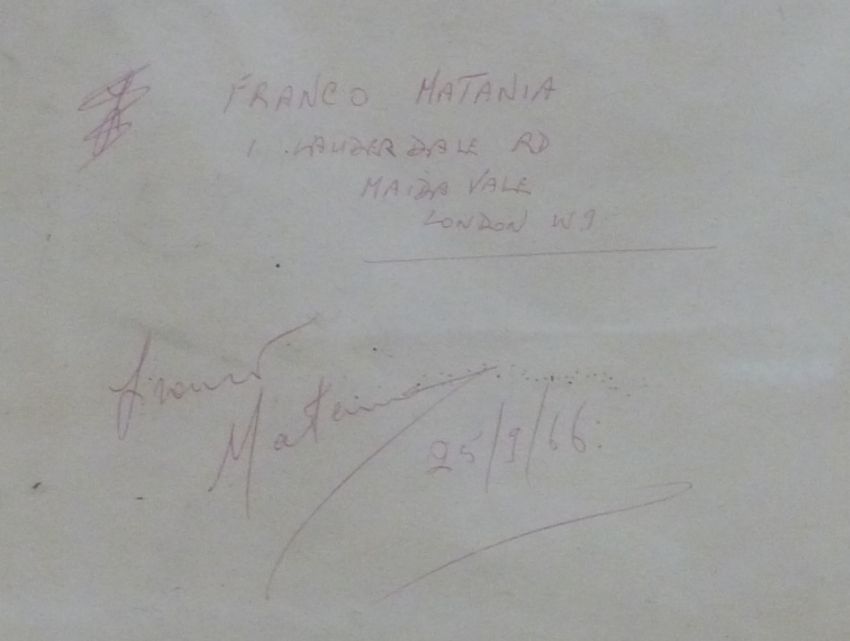 FRANCO MATANIA
1 LAUDERDALE RD
MAIDA VALE
LONDON W9
Franco
Matania
25/9/66